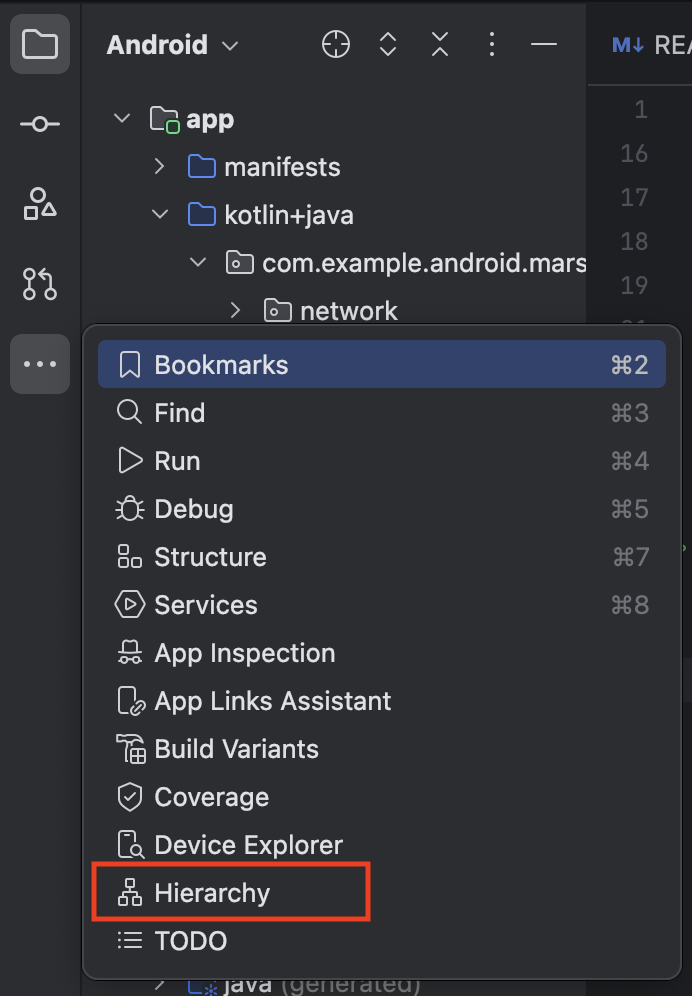 Android
M↓ REA
app
1
manifests
16
kotlin+java
17
com.example.android.mars
18
network
19
Bookmarks ⌘2
Find ⌘3
Run ⌘4
Debug ⌘5
Structure ⌘7
Services ⌘8
App Inspection
App Links Assistant
Build Variants
Coverage
Device Explorer
Hierarchy
TODO
java (generated)